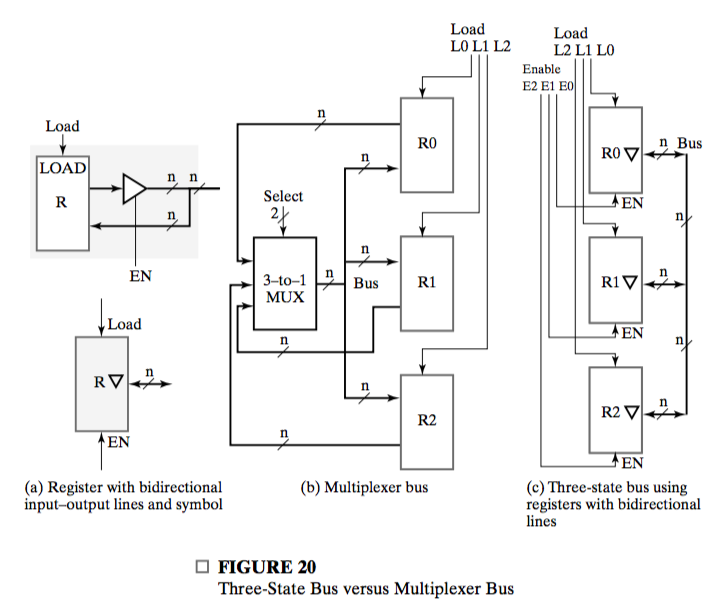 Load
LOAD
R
n n
n
EN
Load
R
n
EN
(a) Register with bidirectional
input–output lines and symbol
Load
L0 L1 L2
n
R0
n
Select
2
3–to–1
MUX
n
Bus
n
R1
n
n
R2
n
(b) Multiplexer bus
Load
L2 L1 L0
Enable
E2 E1 E0
R0
n Bus
EN
n
R1
n
EN
n
R2
n
EN
(c) Three-state bus using
registers with bidirectional
lines
FIGURE 20
Three-State Bus versus Multiplexer Bus